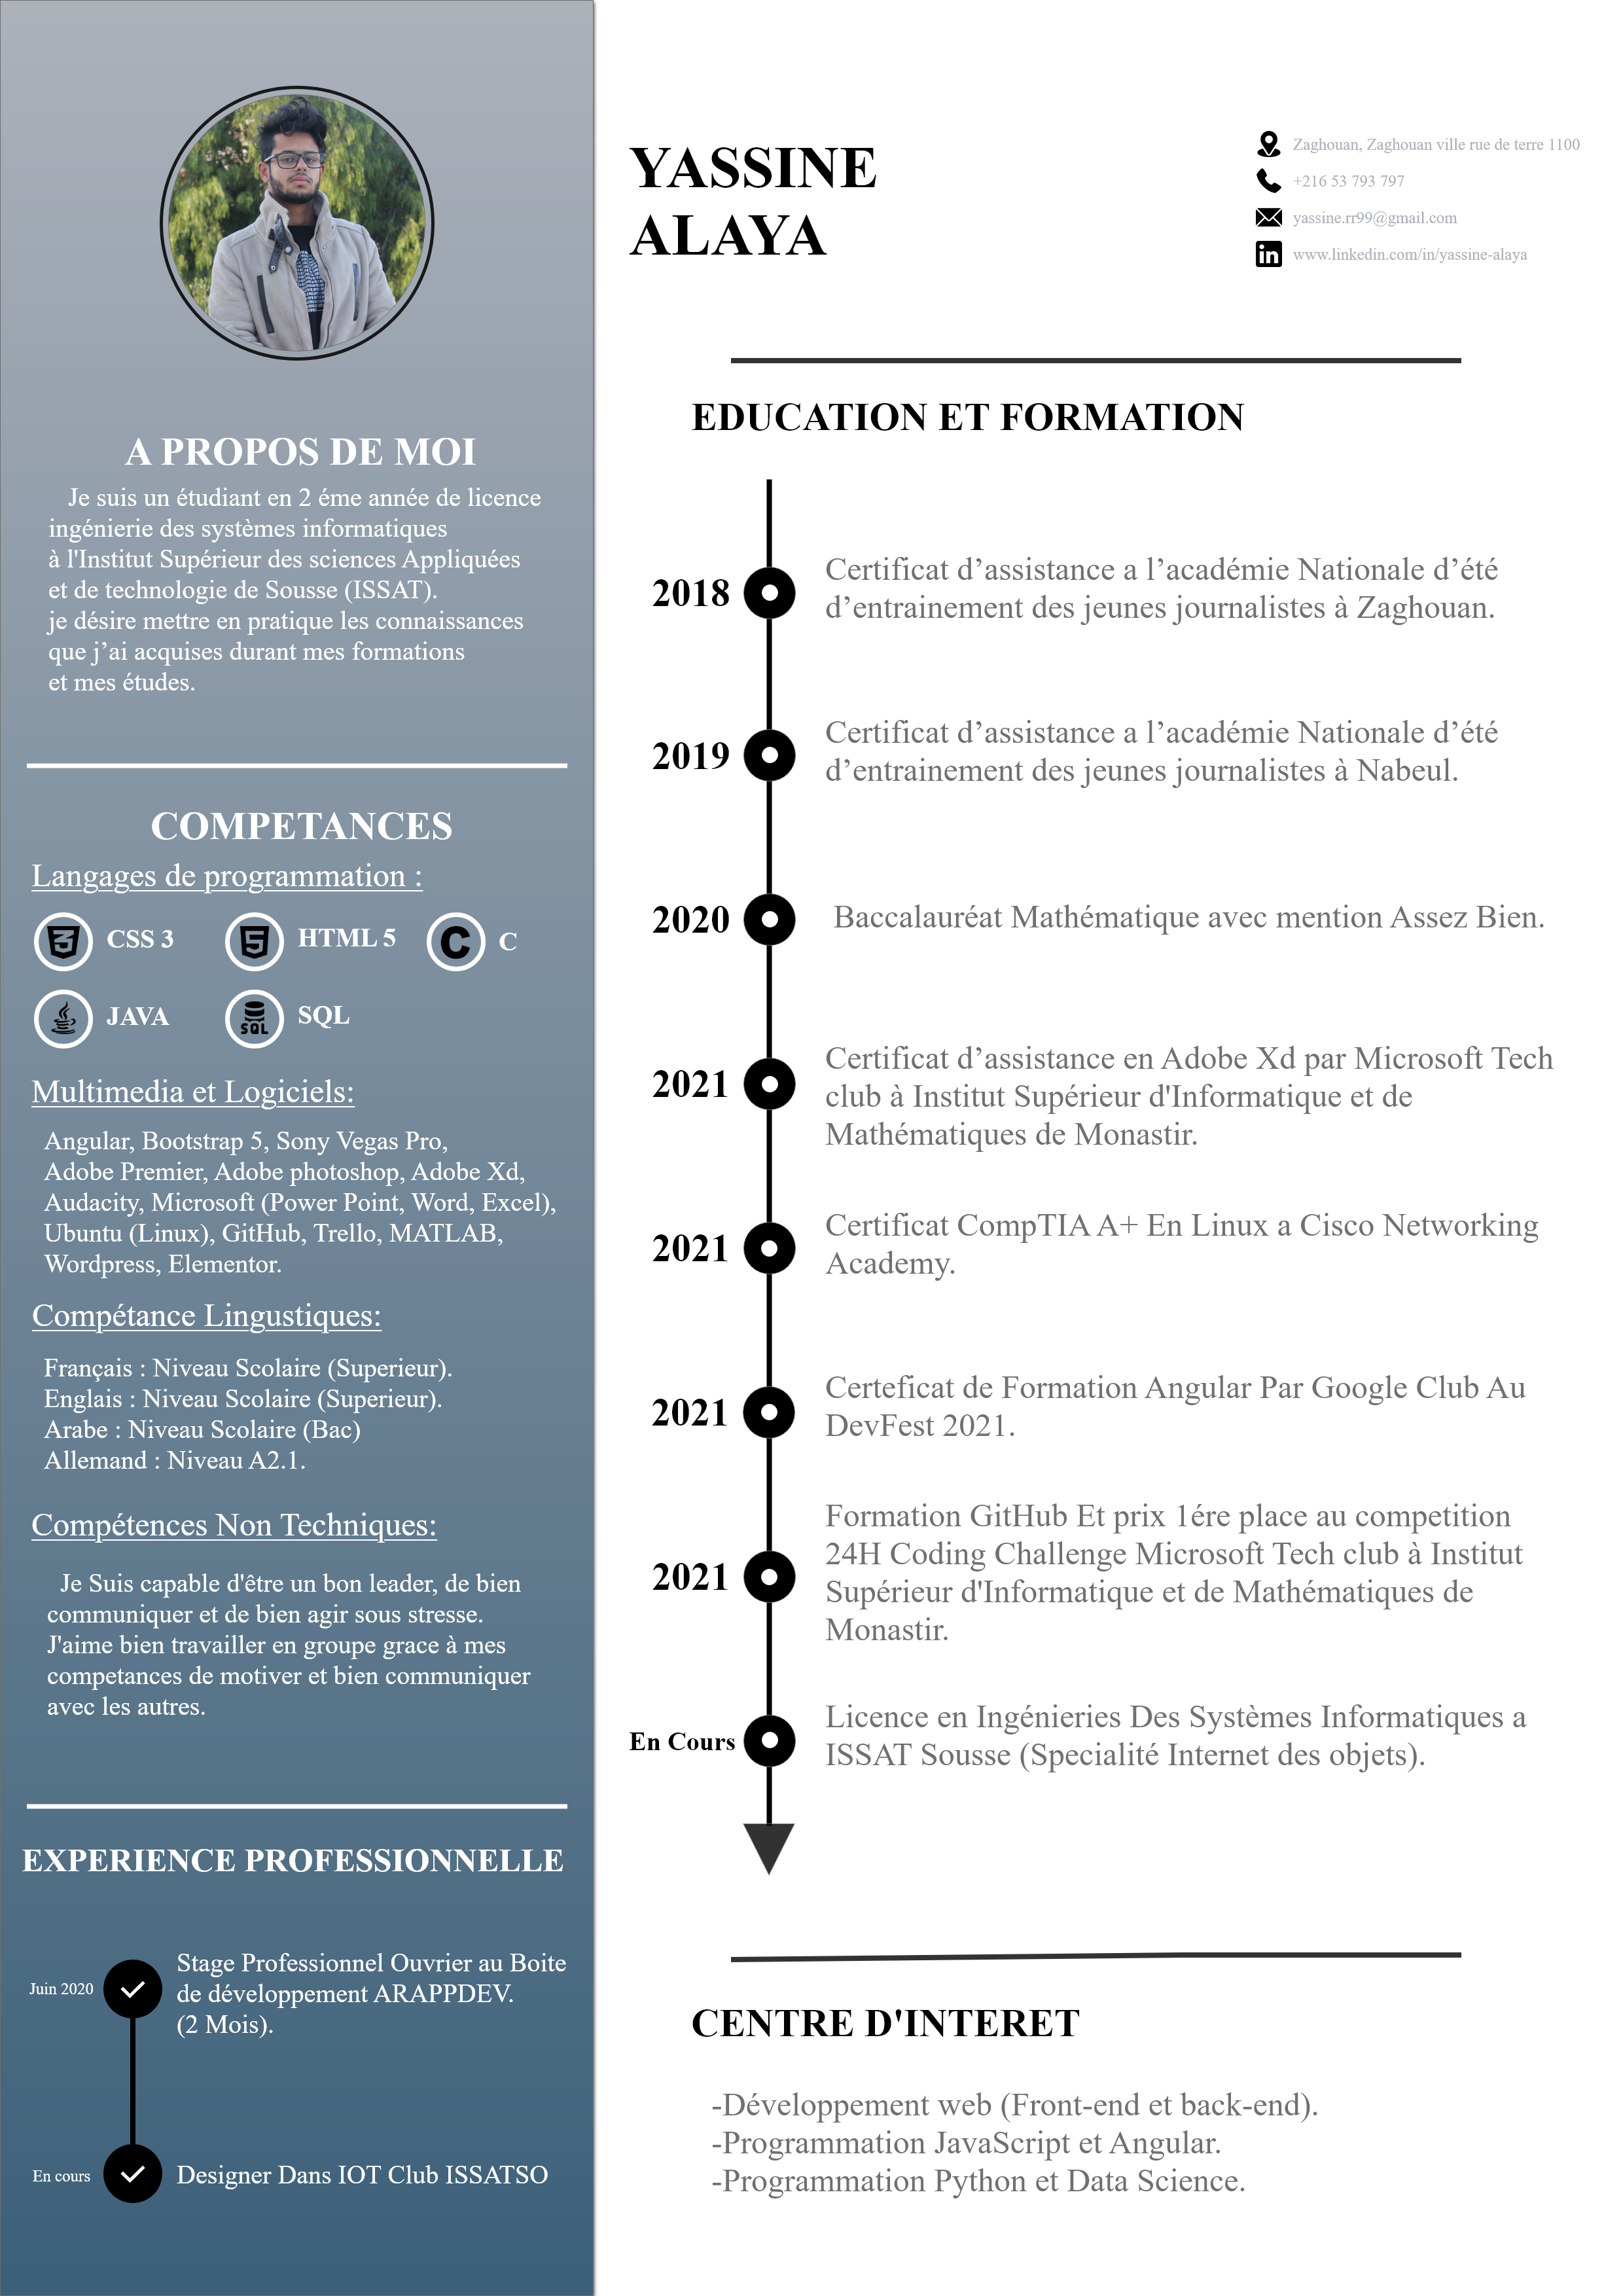 YASSINE
ALAYA
Zaghouan, Zaghouan ville rue de terre 1100
+216 53 793 797
yassine.rr99@gmail.com
www.linkedin.com/in/yassine-alaya
A PROPOS DE MOI
Je suis un étudiant en 2 éme année de licence
ingénierie des systèmes informatiques
à l'Institut Supérieur des sciences Appliquées
et de technologie de Sousse (ISSAT).
je désire mettre en pratique les connaissances
que j’ai acquises durant mes formations
et mes études.
COMPETANCES
Langages de programmation :
CSS 3
HTML 5
C
JAVA
SQL
Multimedia et Logiciels:
Angular, Bootstrap 5, Sony Vegas Pro,
Adobe Premier, Adobe photoshop, Adobe Xd,
Audacity, Microsoft (Power Point, Word, Excel),
Ubuntu (Linux), GitHub, Trello, MATLAB,
Wordpress, Elementor.
Compétance Lingustiques:
Français : Niveau Scolaire (Superieur).
Englais : Niveau Scolaire (Superieur).
Arabe : Niveau Scolaire (Bac)
Allemand : Niveau A2.1.
Compétences Non Techniques:
Je Suis capable d'être un bon leader, de bien
communiquer et de bien agir sous stresse.
J'aime bien travailler en groupe grace à mes
competances de motiver et bien communiquer
avec les autres.
EXPERIENCE PROFESSIONNELLE
Juin 2020
Stage Professionnel Ouvrier au Boite
de développement ARAPPDEV.
(2 Mois).
En cours
Designer Dans IOT Club ISSATSO
EDUCATION ET FORMATION
2018
Certificat d’assistance a l’académie Nationale d’été
d’entrainement des jeunes journalistes à Zaghouan.
2019
Certificat d’assistance a l’académie Nationale d’été
d’entrainement des jeunes journalistes à Nabeul.
2020
Baccalauréat Mathématique avec mention Assez Bien.
2021
Certificat d’assistance en Adobe Xd par Microsoft Tech
club à Institut Supérieur d'Informatique et de
Mathématiques de Monastir.
2021
Certificat CompTIA A+ En Linux a Cisco Networking
Academy.
2021
Certeficat de Formation Angular Par Google Club Au
DevFest 2021.
2021
Formation GitHub Et prix 1ére place au competition
24H Coding Challenge Microsoft Tech club à Institut
Supérieur d'Informatique et de Mathématiques de
Monastir.
En Cours
Licence en Ingénieries Des Systèmes Informatiques a
ISSAT Sousse (Specialité Internet des objets).
CENTRE D'INTERET
-Développement web (Front-end et back-end).
-Programmation JavaScript et Angular.
-Programmation Python et Data Science.